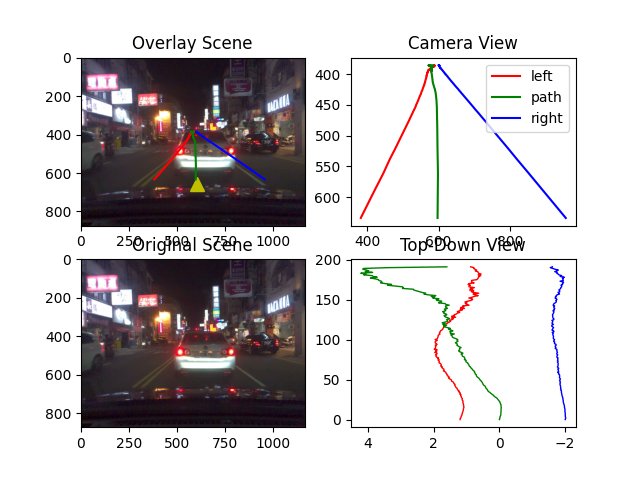 Overlay Scene
0
200
400
600
800
0 250 500 750 1000
Camera View
left
path
right
400
450
500
550
600
400 600 800
Original Scene
0
200
400
600
800
0 250 500 750 1000
Top-Down View
200
150
100
50
0
4 2 0 −2